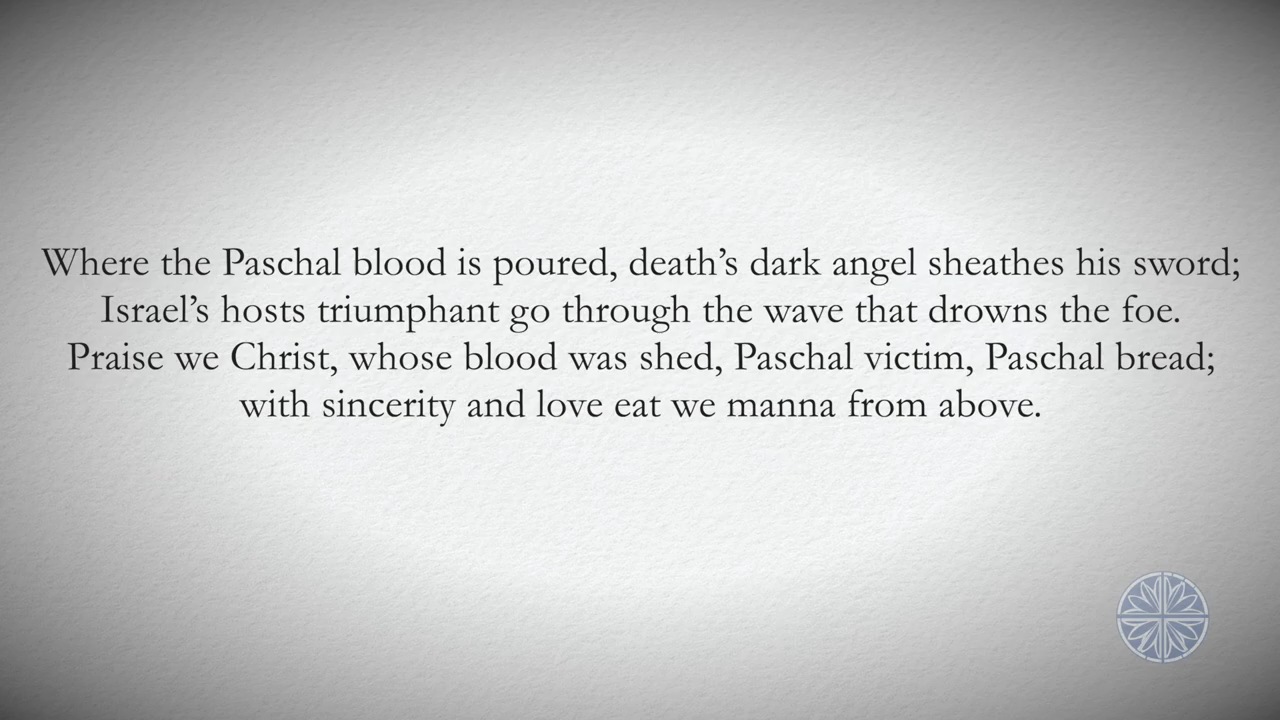 Where the Paschal blood is poured, death’s dark angel sheathes his sword;
Israel’s hosts triumphant go through the wave that drowns the foe.
Praise we Christ, whose blood was shed, Paschal victim, Paschal bread;
with sincerity and love eat we manna from above.